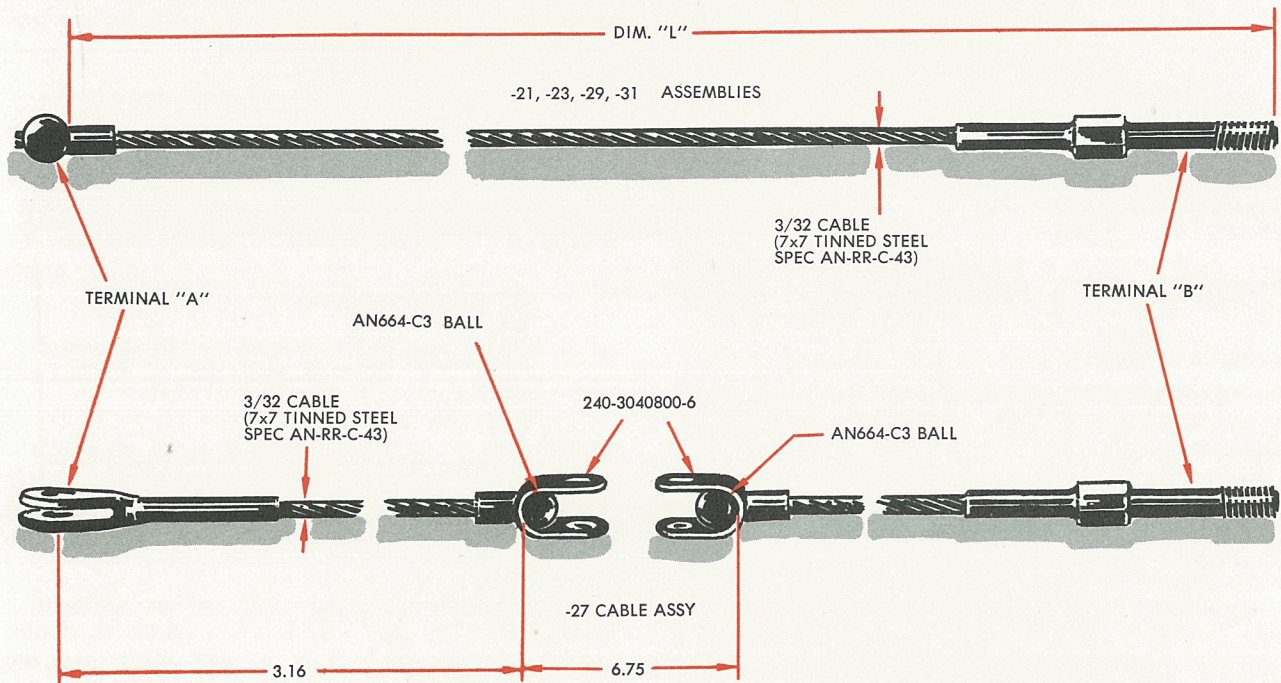 DIM. "L"
-21, -23, -29, -31 ASSEMBLIES
3/32 CABLE
(7x7 TINNED STEEL
SPEC AN-RR-C-43)
TERMINAL "A"
TERMINAL "B"
AN664-C3 BALL
3/32 CABLE
(7x7 TINNED STEEL
SPEC AN-RR-C-43)
240-3040800-6
AN664-C3 BALL
-27 CABLE ASSY
3.16
6.75